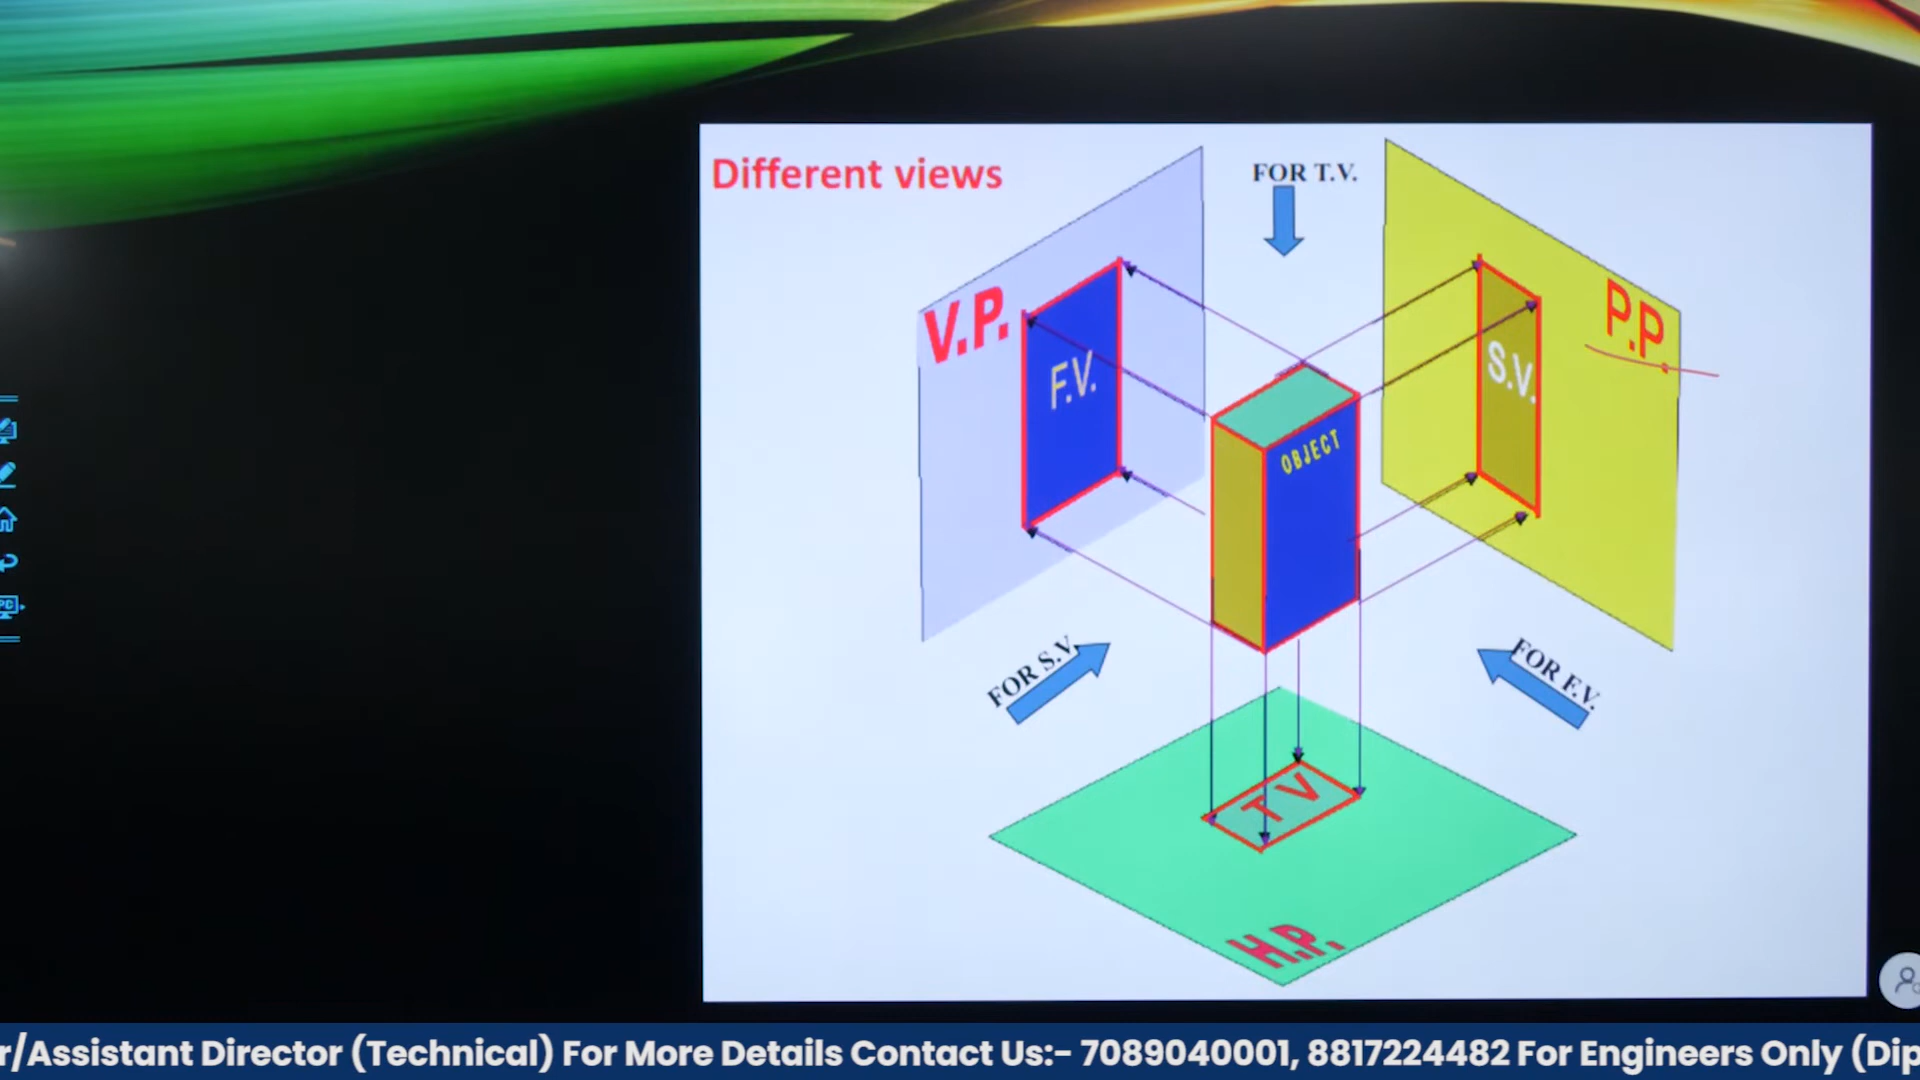 Different views
FOR T.V.
V.P.
P.P.
F.V.
S.V.
OBJECT
FOR S.V.
FOR F.V.
T V
H.P.
r/Assistant Director (Technical) For More Details Contact Us:- 7089040001, 8817224482 For Engineers Only (Dip